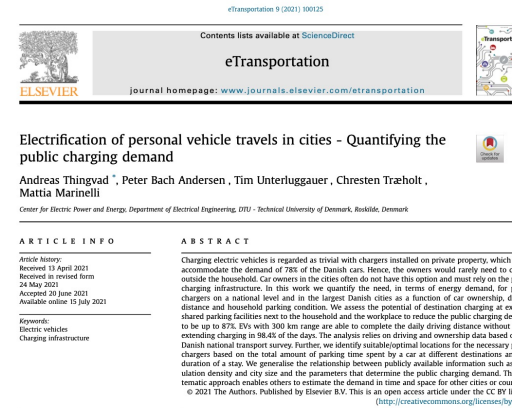 eTransportation 9 (2021) 100125
Contents lists available at ScienceDirect
eTransportation
journal homepage: www.journals.elsevier.com/etransportation
ELSEVIER
eTransport
Electrification of personal vehicle travels in cities - Quantifying the
public charging demand
Check for
updates
Andreas Thingvad *, Peter Bach Andersen , Tim Unterluggauer , Chresten Træholt ,
Mattia Marinelli
Center for Electric Power and Energy, Department of Electrical Engineering, DTU - Technical University of Denmark, Roskilde, Denmark
ARTICLE INFO
Article history:
Received 13 April 2021
Received in revised form
24 May 2021
Accepted 20 June 2021
Available online 15 July 2021
Keywords:
Electric vehicles
Charging infrastructure
ABSTRACT
Charging electric vehicles is regarded as trivial with chargers installed on private property, which
accommodate the demand of 78% of the Danish cars. Hence, the owners would rarely need to c
outside the household. Car owners in the cities often do not have this option and must rely on the p
charging infrastructure. In this work we quantify the need, in terms of energy demand, for p
chargers on a national level and in the largest Danish cities as a function of car ownership, d
distance and household parking condition. We assess the potential of destination charging at ex
shared parking facilities next to the household and the workplace to reduce the public charging de
to be up to 87%. EVs with 300 km range are able to complete the daily driving distance without
extending charging in 98.4% of the days. The analysis relies on driving and ownership data based o
Danish national transport survey. Further, we identify suitable/optimal locations for the necessary p
chargers based on the total amount of parking time spent by a car at different destinations an
duration of a stay. We generalise the relationship between publicly available information such as
ulation density and city size and the parameters that determine the public charging demand. Th
tematic approach enables others to estimate the demand in time and space for other cities or cour
© 2021 The Authors. Published by Elsevier B.V. This is an open access article under the CC BY li
(http://creativecommons.org/licenses/by